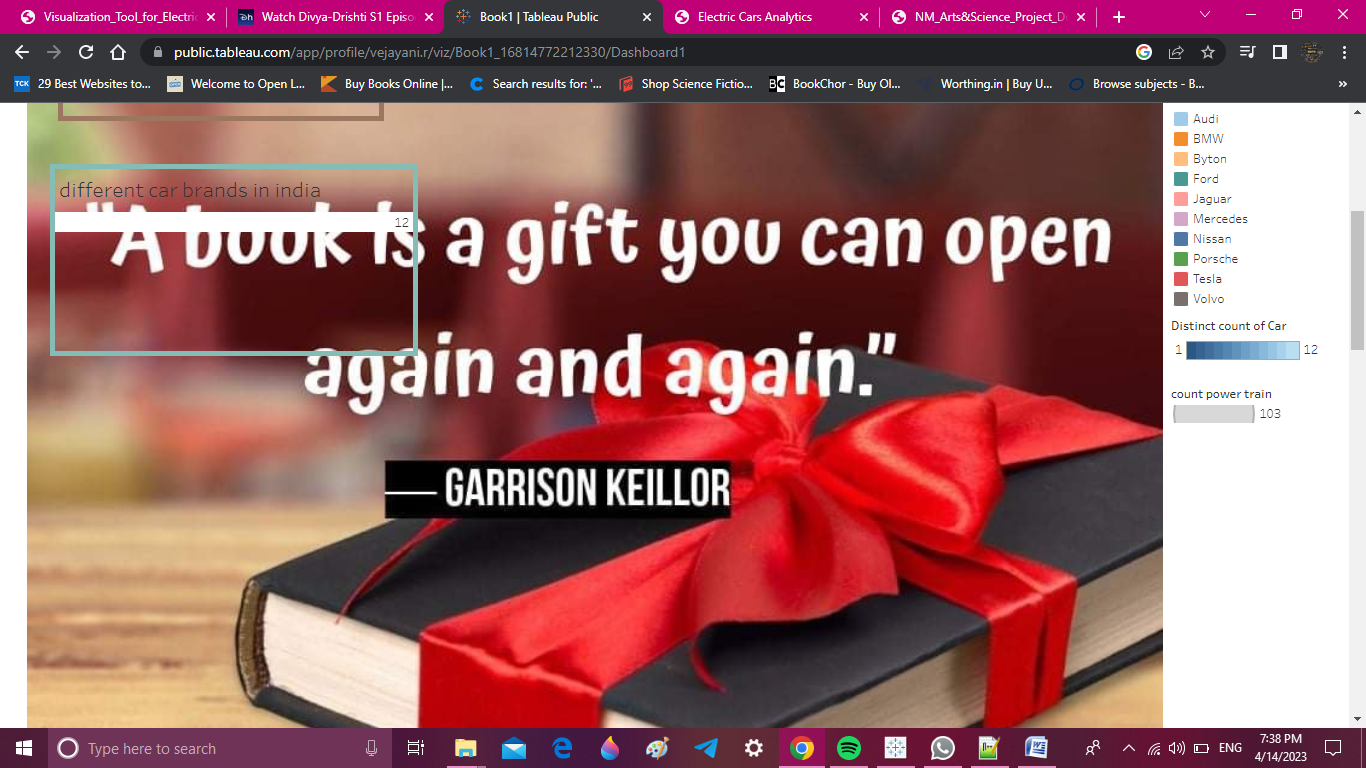 Visualization_Tool_for_Electric
Watch Divya-Drishti S1 Episo
Book1 | Tableau Public
Electric Cars Analytics
NM_Arts&Science_Project_D
public.tableau.com/app/profile/vejayani.r/viz/Book1_16814772212330/Dashboard1
TCK
29 Best Websites to...
Welcome to Open L...
Buy Books Online |...
Search results for: '...
Shop Science Fictio...
BC
BookChor - Buy Ol...
Worthing.in | Buy U...
Browse subjects - B...
different car brands in india
12
"A book is a gift you can open
again and again."
GARRISON KEILLOR
Audi
BMW
Byton
Ford
Jaguar
Mercedes
Nissan
Porsche
Tesla
Volvo
Distinct count of Car
1 12
count power train
103
Type here to search
ENG
7:38 PM
4/14/2023